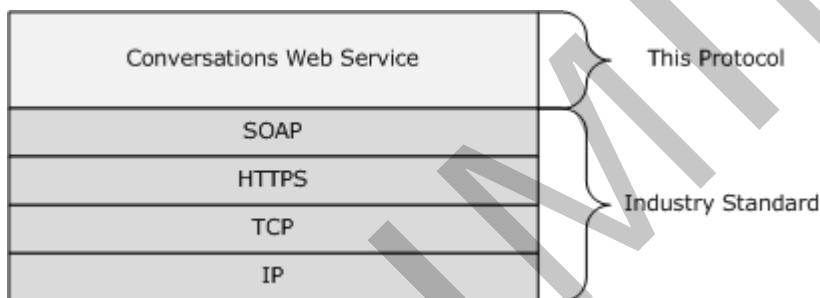 Conversations Web Service
This Protocol
SOAP
HTTPS
Industry Standard
TCP
IP